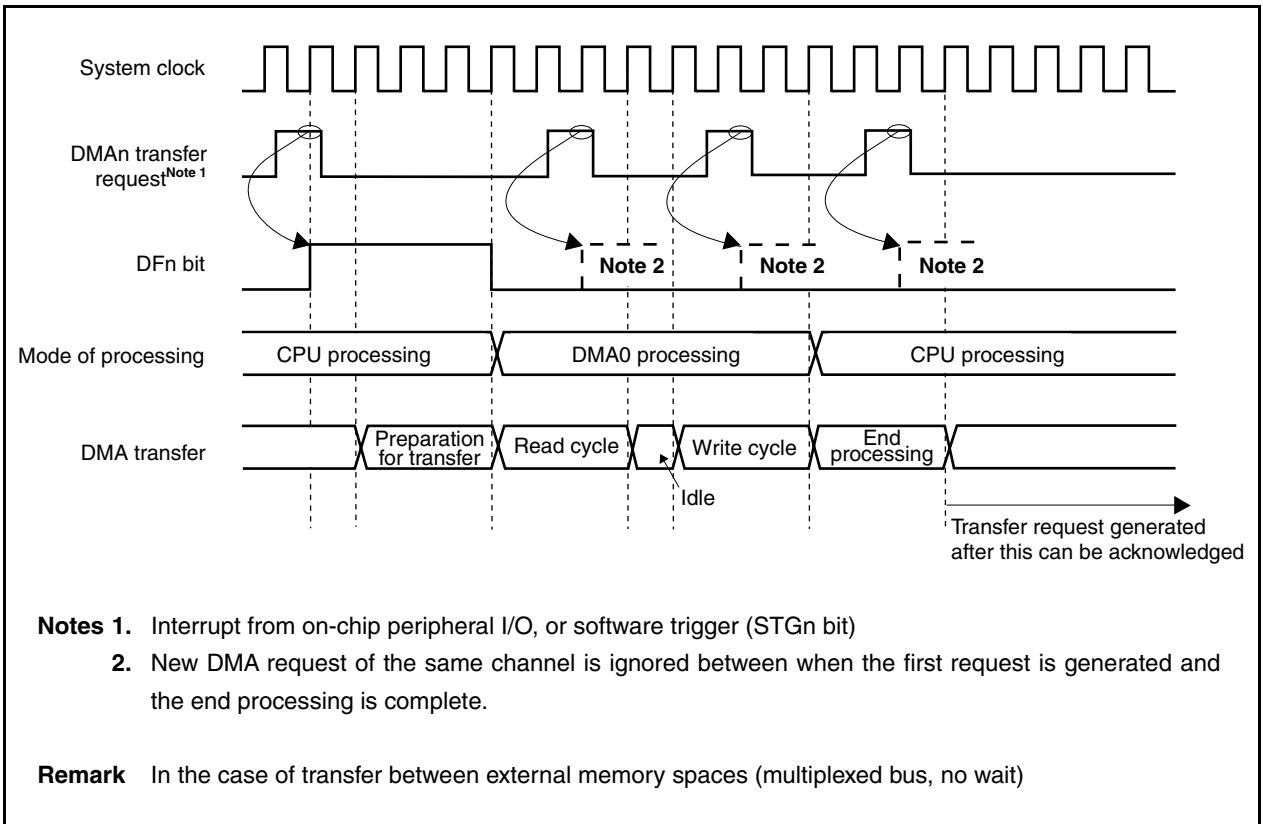 System clock
DMAn transfer
requestNote 1
DFn bit
Note 2
Note 2
Note 2
Mode of processing
CPU processing
DMA0 processing
CPU processing
DMA transfer
Preparation
for transfer
Read cycle
Idle
Write cycle
End
processing
Transfer request generated
after this can be acknowledged
Notes 1. Interrupt from on-chip peripheral I/O, or software trigger (STGn bit)
2. New DMA request of the same channel is ignored between when the first request is generated and
the end processing is complete.
Remark In the case of transfer between external memory spaces (multiplexed bus, no wait)